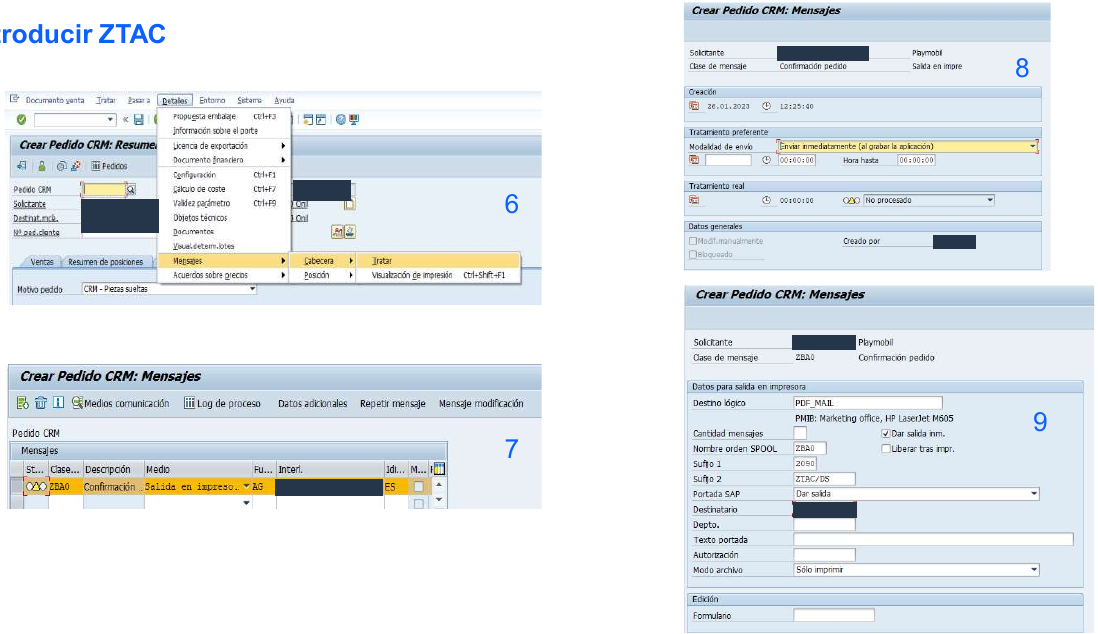 troducir ZTAC
Documento venta Tratar Pasar a Detalles Entorno Sistema Ayuda
Crear Pedido CRM: Resume
Pedidos
Pedido CRM
Solicitante
Destinat.mcía.
Nº ped.cliente
Propuesta embalaje Ctrl+F3
Información sobre el porte
Licencia de exportación
Documento financiero
Configuración Ctrl+F1
Cálculo de coste Ctrl+F7
Validez parámetro Ctrl+F9
Objetos técnicos
Documentos
Visual.determ.lotes
Mensajes
Acuerdos sobre precios
Cabecera
Posición
Tratar
Visualización de impresión Ctrl+Shift+F1
Ventas Resumen de posiciones
Motivo pedido CRM - Piezas sueltas
6
Crear Pedido CRM: Mensajes
Medios comunicación Log de proceso Datos adicionales Repetir mensaje Mensaje modificación
Pedido CRM
Mensajes
St... Clase... Descripción Medio Fu... Interl. Idi... M...
ZBA0 Confirmación Salida en impreso.. AG ES
7
Crear Pedido CRM: Mensajes
Solicitante Playmobil
Clase de mensaje Confirmación pedido Salida en impre
8
Creación
26.01.2023 12:25:40
Tratamiento preferente
Modalidad de envío Enviar inmediatamente (al grabar la aplicación)
00:00:00 Hora hasta 00:00:00
Tratamiento real
00:00:00 No procesado
Datos generales
Modif.manualmente Creado por
Bloqueado
Crear Pedido CRM: Mensajes
Solicitante Playmobil
Clase de mensaje ZBA0 Confirmación pedido
Datos para salida en impresora
Destino lógico PDF_MAIL
PMIB: Marketing office, HP LaserJet M605
9
Cantidad mensajes Dar salida inm.
Nombre orden SPOOL ZBA0 Liberar tras impr.
Sufijo 1 2090
Sufijo 2 ZTAC/DS
Portada SAP Dar salida
Destinatario
Depto.
Texto portada
Autorización
Modo archivo Sólo imprimir
Edición
Formulario